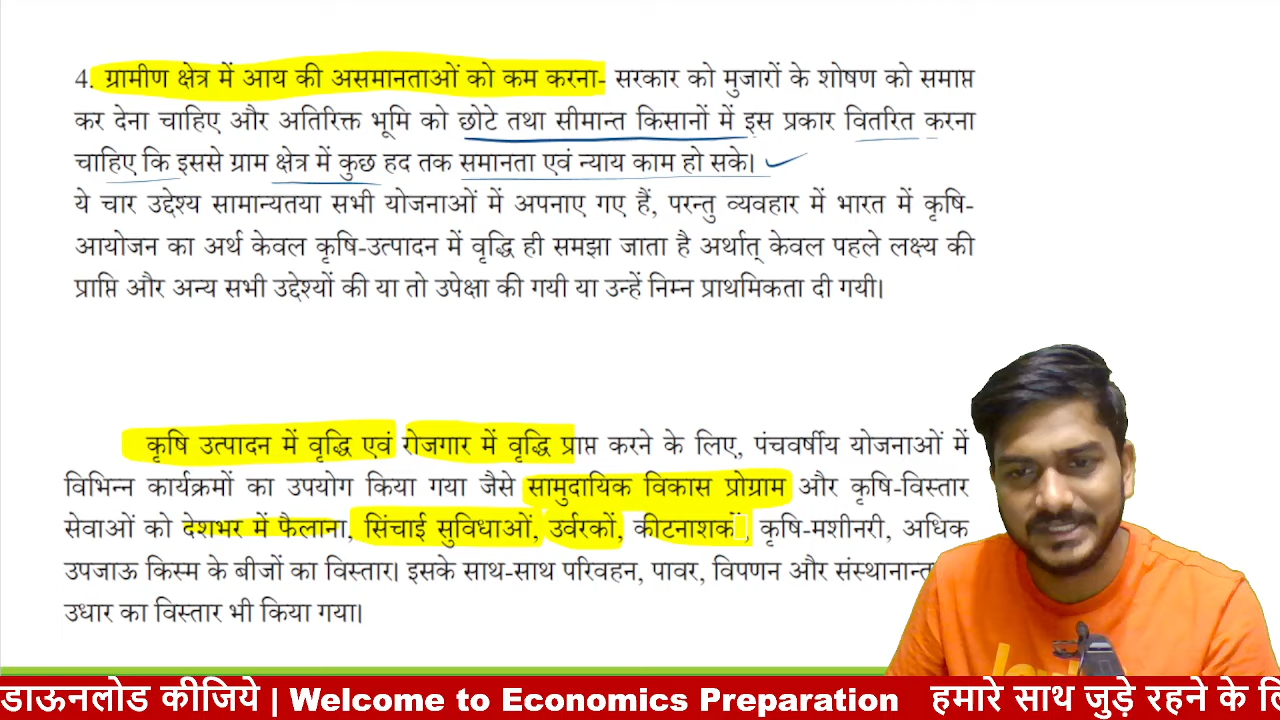 4. ग्रामीण क्षेत्र में आय की असमानताओं को कम करना- सरकार को मुजारों के शोषण को समाप्त
कर देना चाहिए और अतिरिक्त भूमि को छोटे तथा सीमान्त किसानों में इस प्रकार वितरित करना
चाहिए कि इससे ग्राम क्षेत्र में कुछ हद तक समानता एवं न्याय काम हो सके।
ये चार उद्देश्य सामान्यतया सभी योजनाओं में अपनाए गए हैं, परन्तु व्यवहार में भारत में कृषि-
आयोजन का अर्थ केवल कृषि-उत्पादन में वृद्धि ही समझा जाता है अर्थात् केवल पहले लक्ष्य की
प्राप्ति और अन्य सभी उद्देश्यों की या तो उपेक्षा की गयी या उन्हें निम्न प्राथमिकता दी गयी।
कृषि उत्पादन में वृद्धि एवं रोजगार में वृद्धि प्राप्त करने के लिए, पंचवर्षीय योजनाओं में
विभिन्न कार्यक्रमों का उपयोग किया गया जैसे सामुदायिक विकास प्रोग्राम और कृषि-विस्तार
सेवाओं को देशभर में फैलाना, सिंचाई सुविधाओं, उर्वरकों, कीटनाशकों, कृषि-मशीनरी, अधिक
उपजाऊ किस्म के बीजों का विस्तार। इसके साथ-साथ परिवहन, पावर, विपणन और
उधार का विस्तार भी किया गया।
डाऊनलोड कीजिये | Welcome to Economics Preparation हमारे साथ जुड़े रहने के